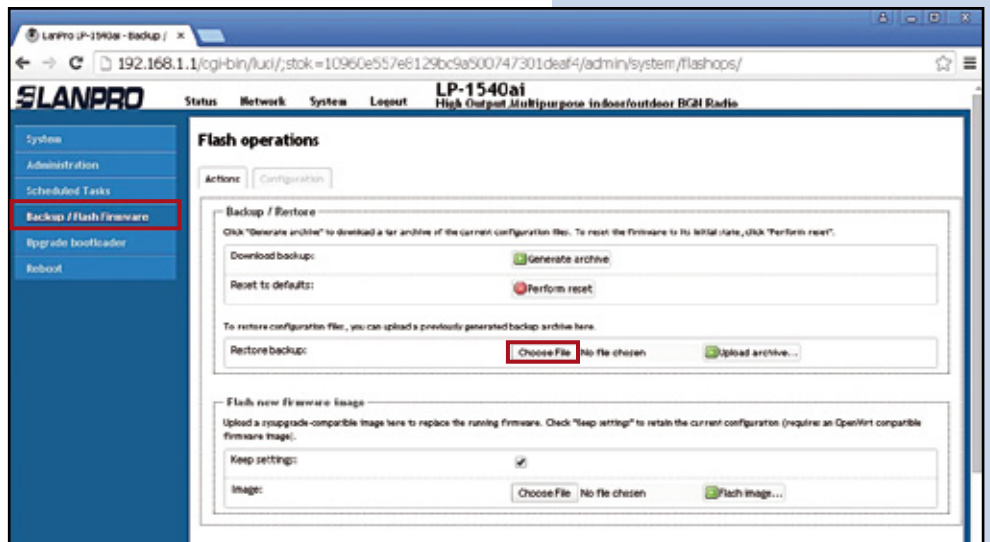 LanPro LP-1540ai - Backup / ×
192.168.1.1/cgi-bin/luci/;stok=10960e557e8129bc9a500747301deaf4/admin/system/flashops/
LANPRO
Status Network System Logout
LP-1540ai
High Output,Multipurpose indoor/outdoor BGN Radio
System
Administration
Scheduled Tasks
Backup / Flash Firmware
Upgrade bootloader
Reboot
Flash operations
Actions Configuration
Backup / Restore
Click "Generate archive" to download a tar archive of the current configuration files. To reset the firmware to its initial state, click "Perform reset".
Download backup: Generate archive
Reset to defaults: Perform reset
To restore configuration files, you can upload a previously generated backup archive here.
Restore backup: Choose File No file chosen Upload archive...
Flash new firmware image
Upload a sysupgrade-compatible image here to replace the running firmware. Check "Keep settings" to retain the current configuration (requires an OpenWrt compatible
firmware image).
Keep settings:
Image: Choose File No file chosen Flash image...